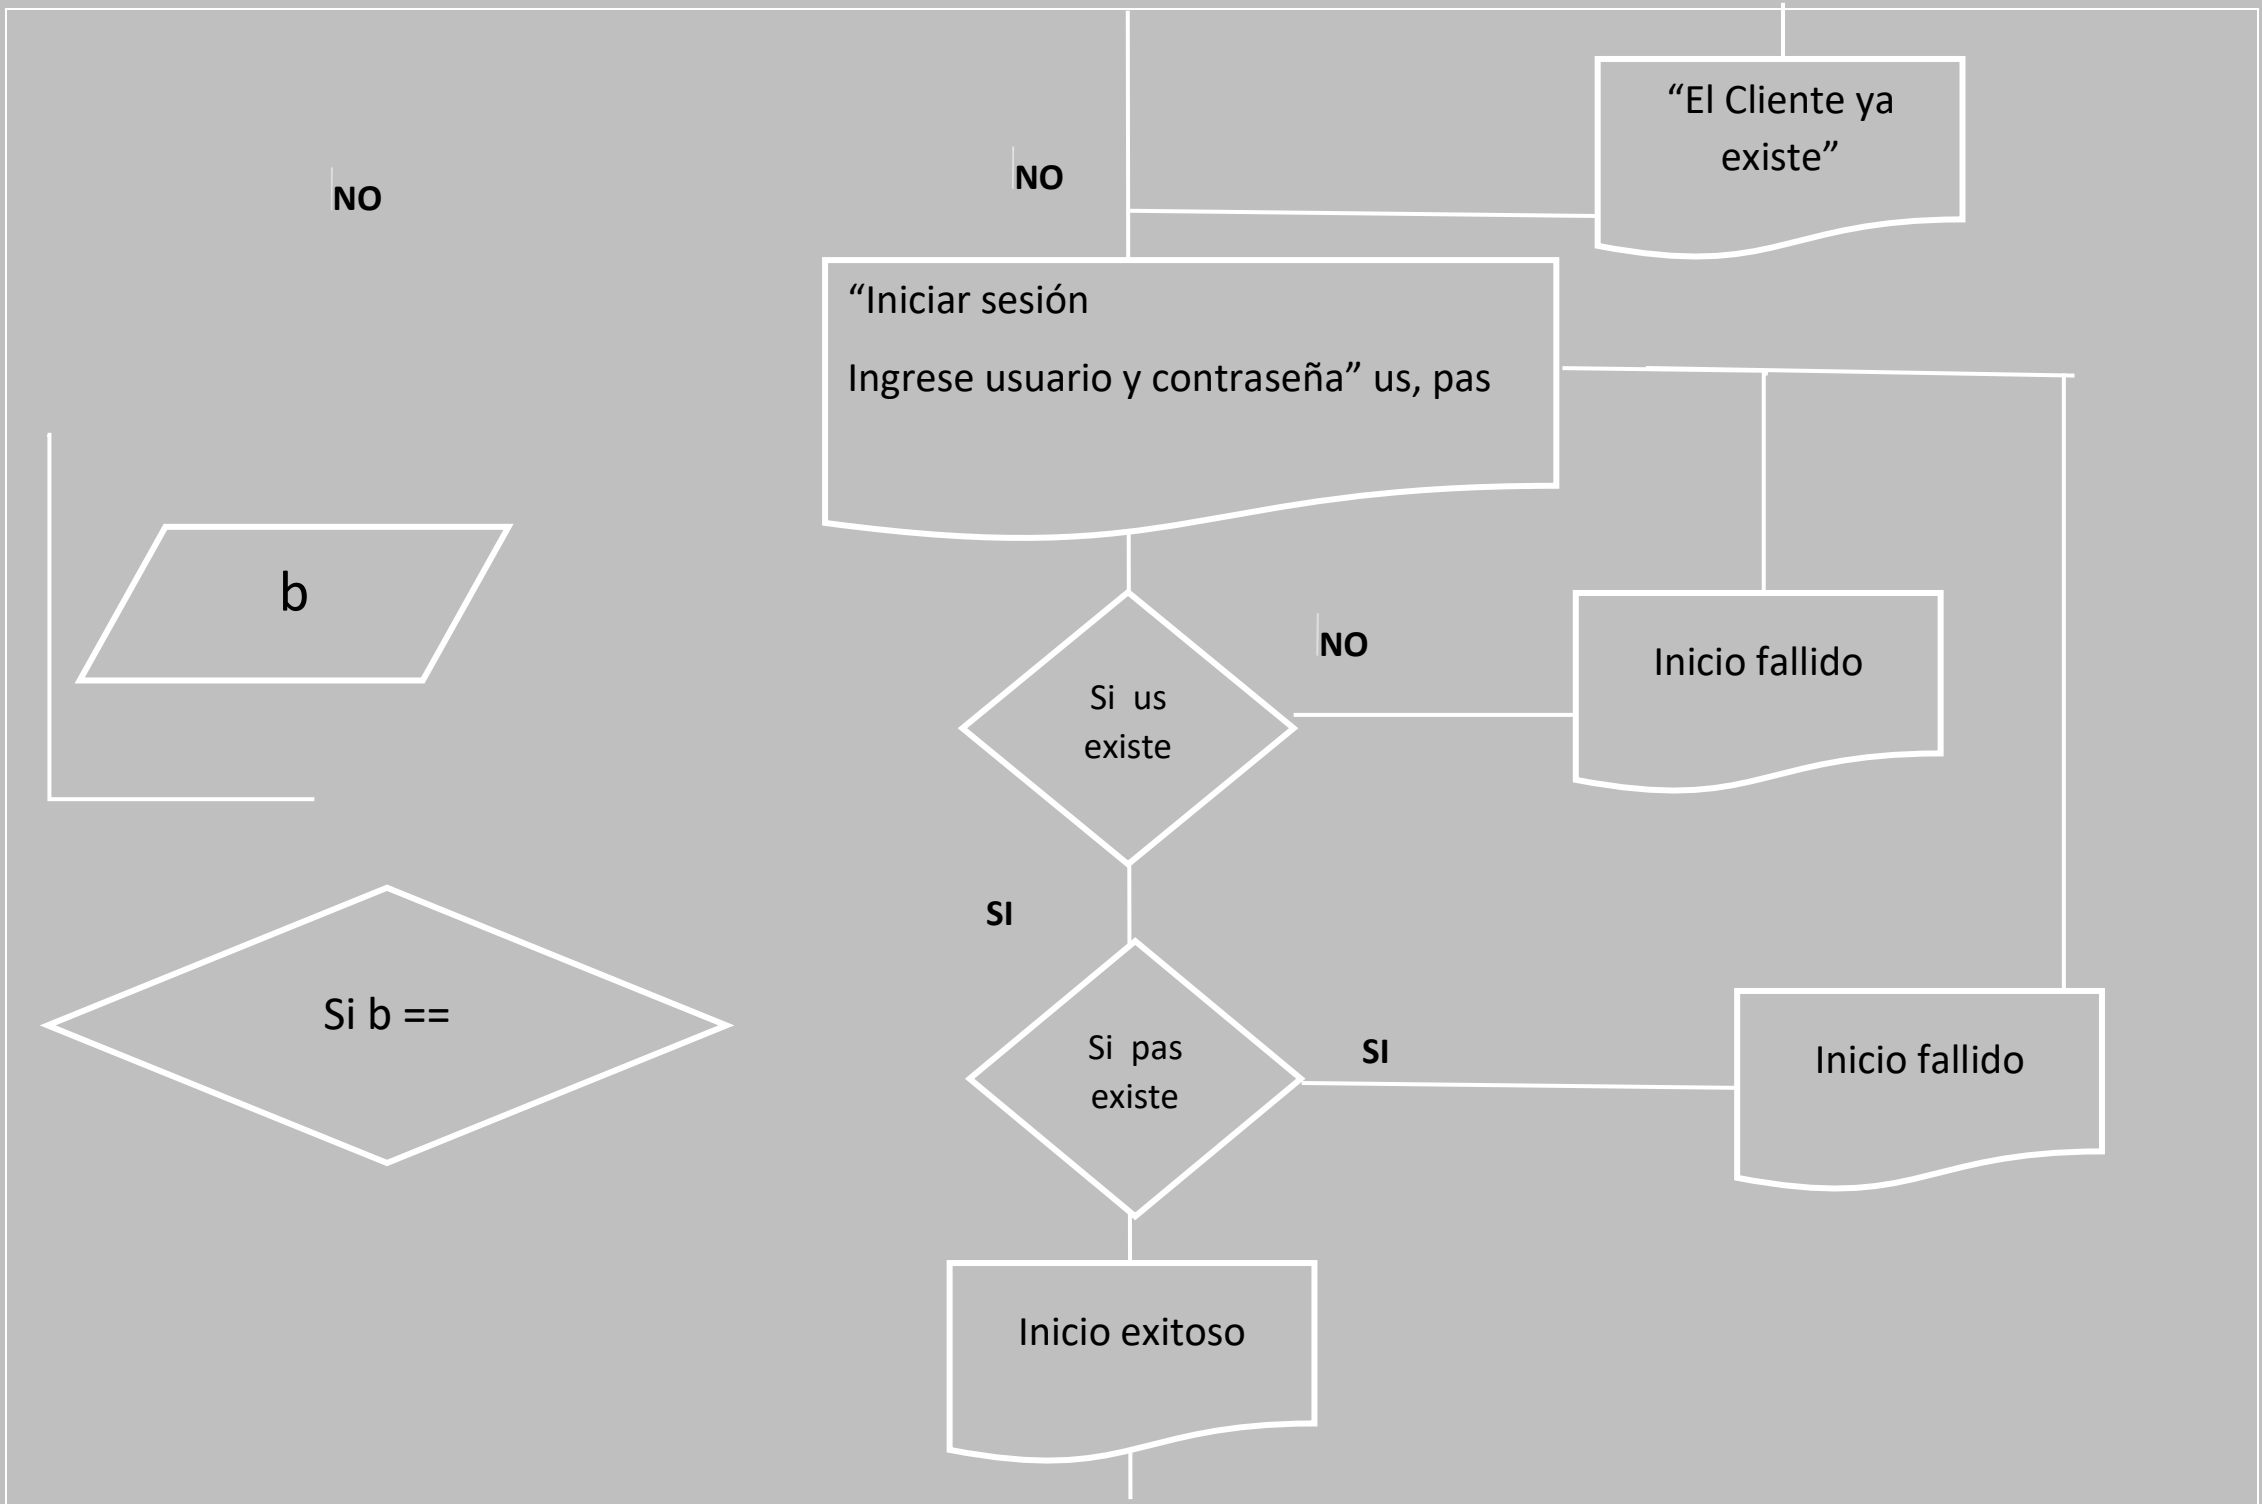 “El Cliente ya
existe”
NO
NO
“Iniciar sesión
Ingrese usuario y contraseña” us, pas
b
NO
Inicio fallido
Si us
existe
SI
Si b ==
Si pas
existe
SI
Inicio fallido
Inicio exitoso